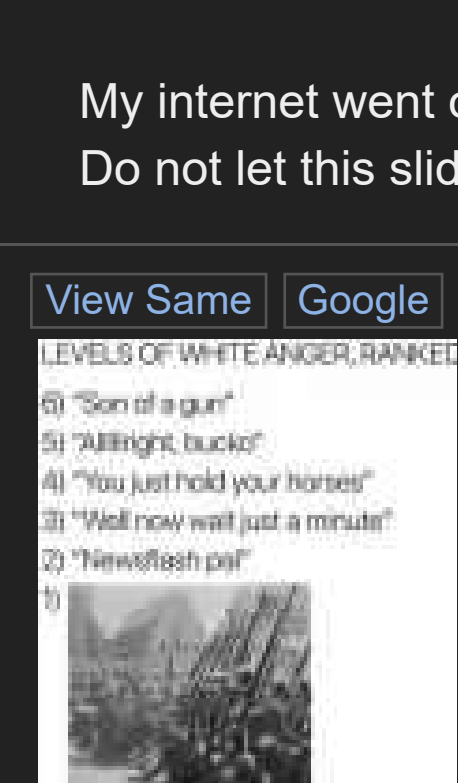 My internet went
Do not let this slid
View Same
Google
LEVELS OF WHITE ANGER, RANKED
6) "Son of a gun"
5) "Alllright, bucko"
4) "You just hold your horses"
3) "Well now wait just a minute"
2) "Newsflash pal"
1)